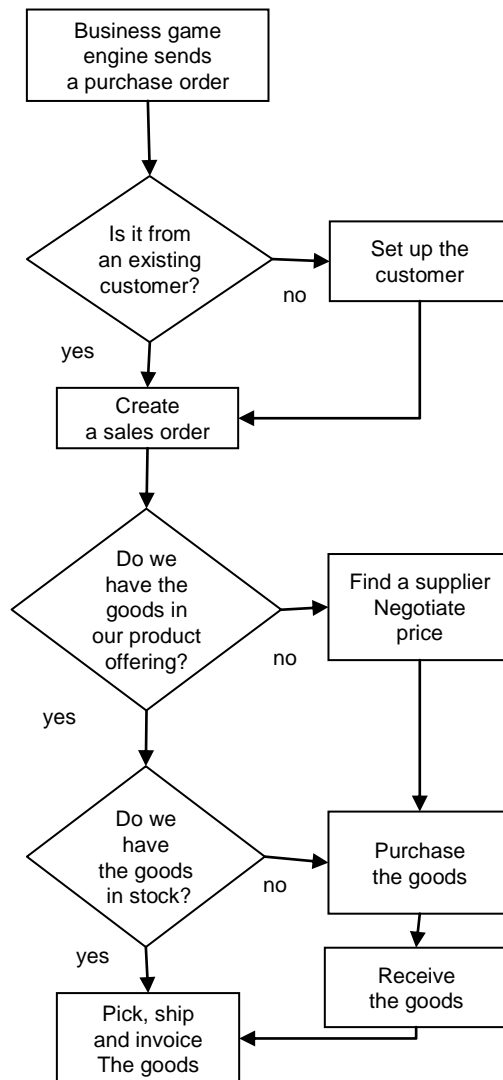 Business game
engine sends
a purchase order
Is it from
an existing
customer?
no
Set up the
customer
yes
Create
a sales order
Do we
have the
goods in
our product
offering?
no
Find a supplier
Negotiate
price
yes
Do we
have
the goods
in stock?
no
Purchase
the goods
yes
Receive
the goods
Pick, ship
and invoice
The goods